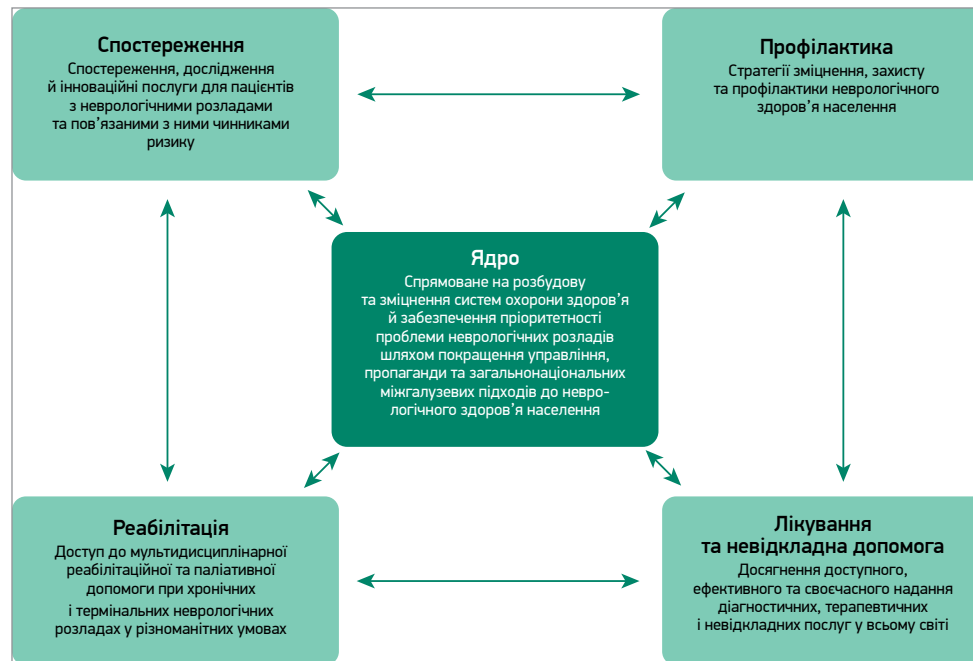 Спостереження
Спостереження, дослідження
й інноваційні послуги для пацієнтів
з неврологічними розладами
та пов’язаними з ними чинниками
ризику
Профілактика
Стратегії зміцнення, захисту
та профілактики неврологічного
здоров’я населення
Ядро
Спрямоване на розбудову
та зміцнення систем охорони здоров’я
й забезпечення пріоритетності
проблеми неврологічних розладів
шляхом покращення управління,
пропаганди та загальнонаціональних
міжгалузевих підходів до невро-
логічного здоров’я населення
Реабілітація
Доступ до мультидисциплінарної
реабілітаційної та паліативної
допомоги при хронічних
і термінальних неврологічних
розладах у різноманітних умовах
Лікування
та невідкладна допомога
Досягнення доступного,
ефективного та своєчасного надання
діагностичних, терапевтичних
і невідкладних послуг у всьому світі